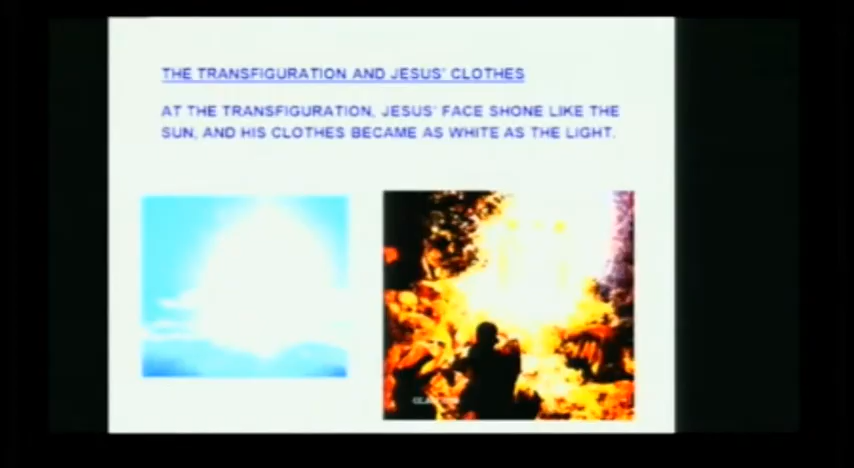 THE TRANSFIGURATION AND JESUS' CLOTHES
AT THE TRANSFIGURATION, JESUS' FACE SHONE LIKE THE
SUN, AND HIS CLOTHES BECAME AS WHITE AS THE LIGHT.